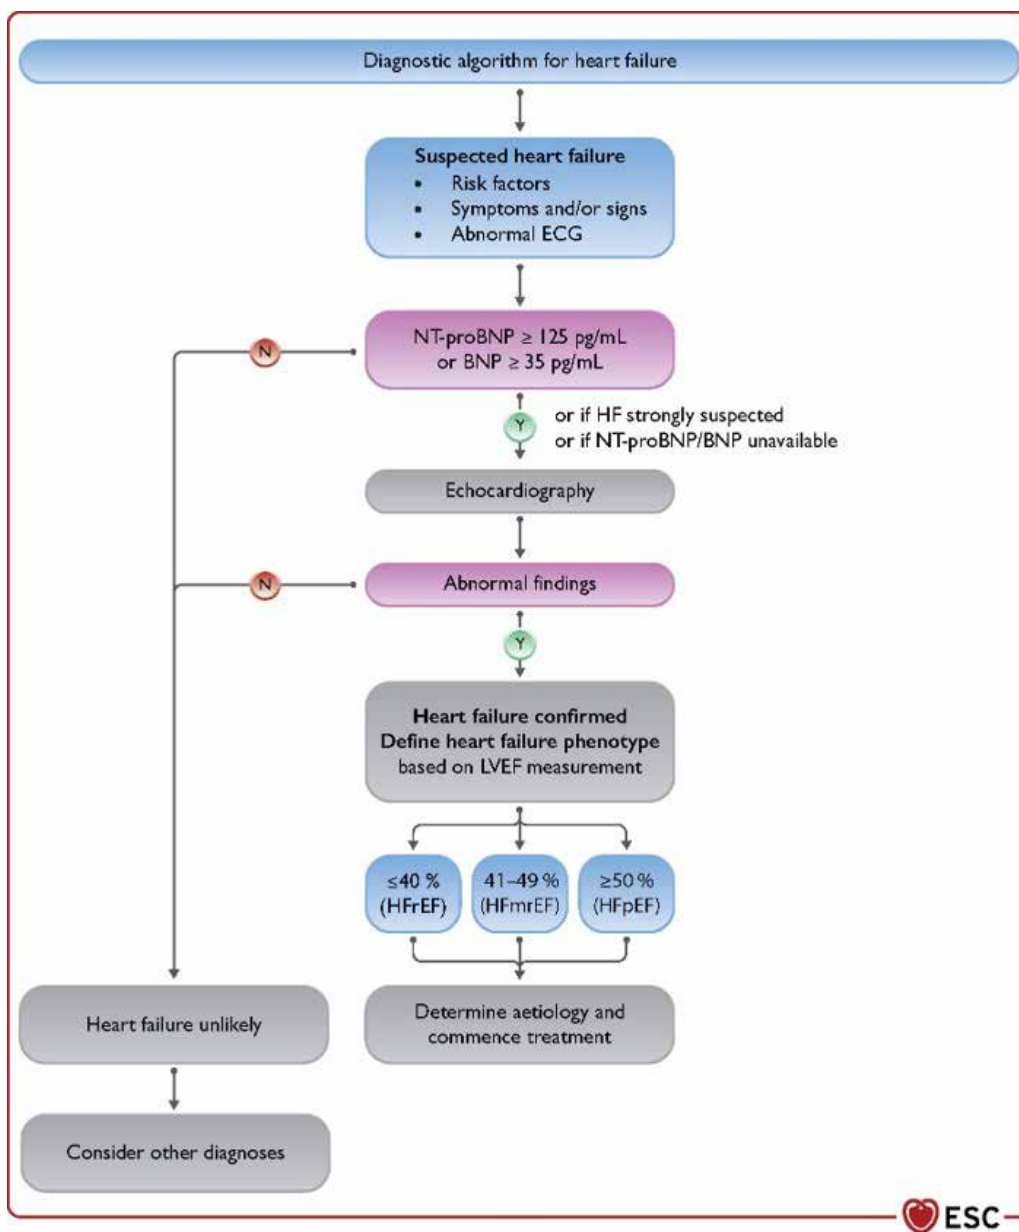 Diagnostic algorithm for heart failure
Suspected heart failure
• Risk factors
• Symptoms and/or signs
• Abnormal ECG
NT-proBNP ≥ 125 pg/mL
or BNP ≥ 35 pg/mL
N
Y
or if HF strongly suspected
or if NT-proBNP/BNP unavailable
Echocardiography
Abnormal findings
N
Y
Heart failure confirmed
Define heart failure phenotype
based on LVEF measurement
≤40 %
(HFrEF)
41–49 %
(HFmrEF)
≥50 %
(HFpEF)
Heart failure unlikely
Determine aetiology and
commence treatment
Consider other diagnoses
ESC